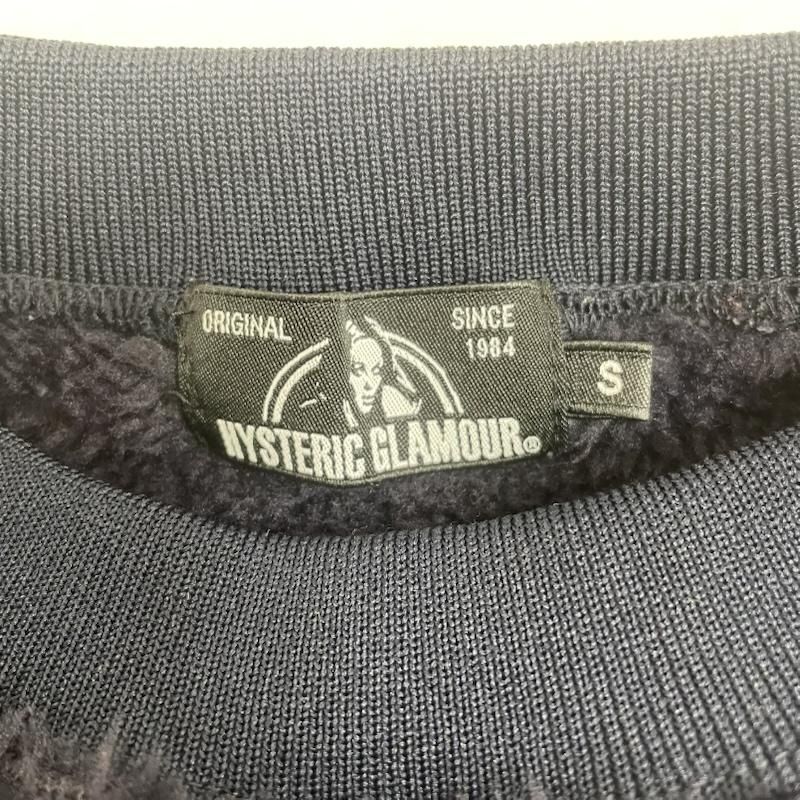 ORIGINAL
SINCE
1984
HYSTERIC GLAMOUR®
S